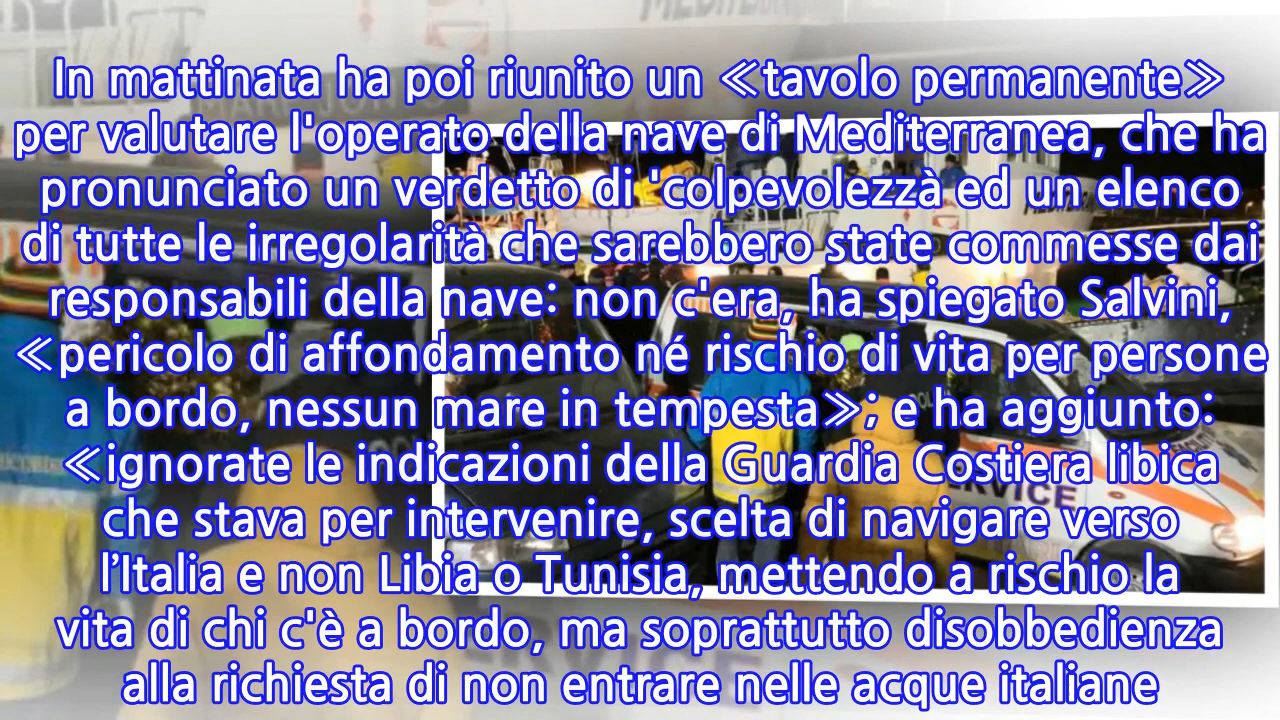 In mattinata ha poi riunito un ≪tavolo permanente≫
per valutare l'operato della nave di Mediterranea, che ha
pronunciato un verdetto di 'colpevolezzà ed un elenco
di tutte le irregolarità che sarebbero state commesse dai
responsabili della nave: non c'era, ha spiegato Salvini,
≪pericolo di affondamento né rischio di vita per persone
a bordo, nessun mare in tempesta≫; e ha aggiunto:
≪ignorate le indicazioni della Guardia Costiera libica
che stava per intervenire, scelta di navigare verso
l’Italia e non Libia o Tunisia, mettendo a rischio la
vita di chi c'è a bordo, ma soprattutto disobbedienza
alla richiesta di non entrare nelle acque italiane